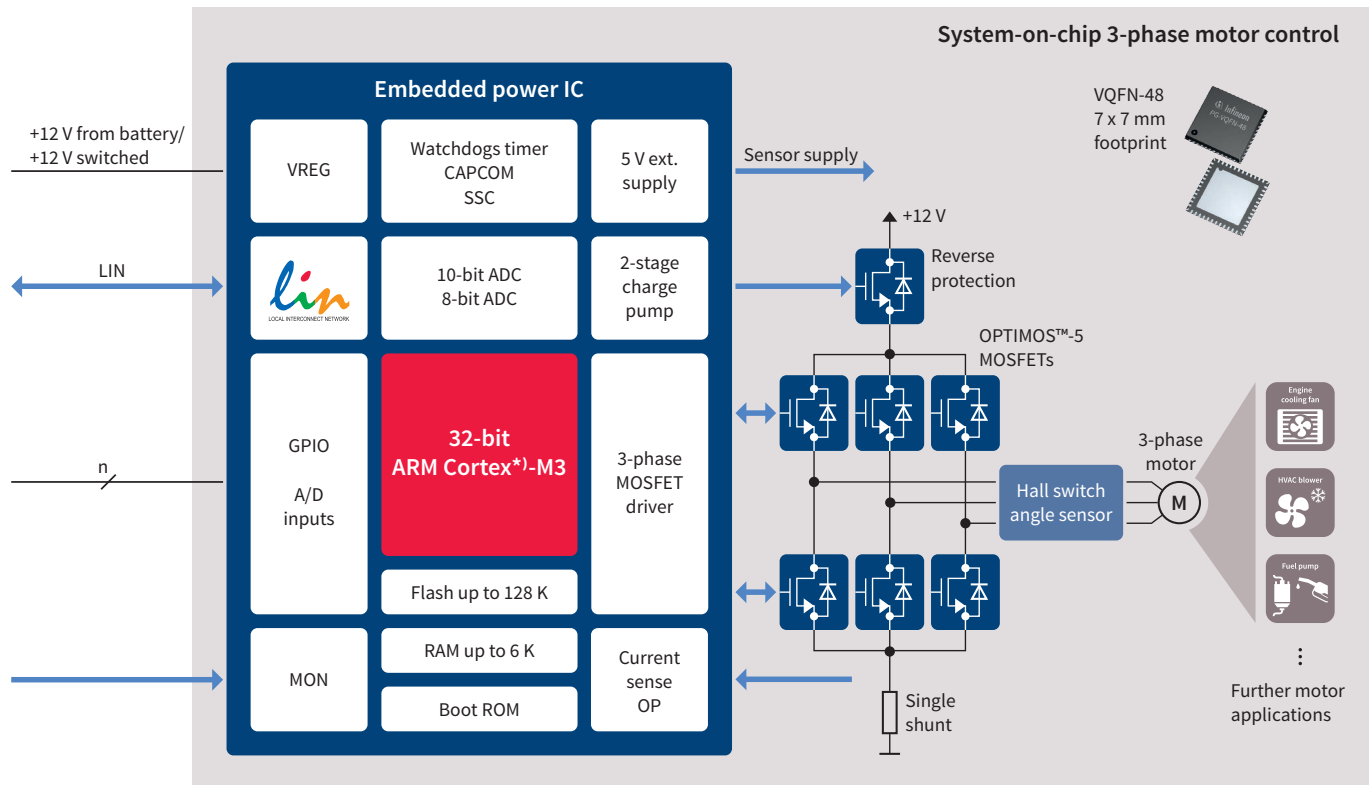 System-on-chip 3-phase motor control
Embedded power IC
VQFN-48
7 x 7 mm
footprint
Infineon
PG-VQFN-48
+12 V from battery/
+12 V switched
VREG
Watchdogs timer
CAPCOM
SSC
5 V ext.
supply
Sensor supply
+12 V
LIN
lin
LOCAL INTERCONNECT NETWORK
10-bit ADC
8-bit ADC
2-stage
charge
pump
Reverse
protection
OPTIMOS™-5
MOSFETs
n
GPIO
A/D
inputs
32-bit
ARM Cortex*)-M3
3-phase
MOSFET
driver
Hall switch
angle sensor
3-phase
motor
M
Engine
cooling fan
HVAC blower
Fuel pump
Flash up to 128 K
MON
RAM up to 6 K
Boot ROM
Current
sense
OP
Single
shunt
Further motor
applications